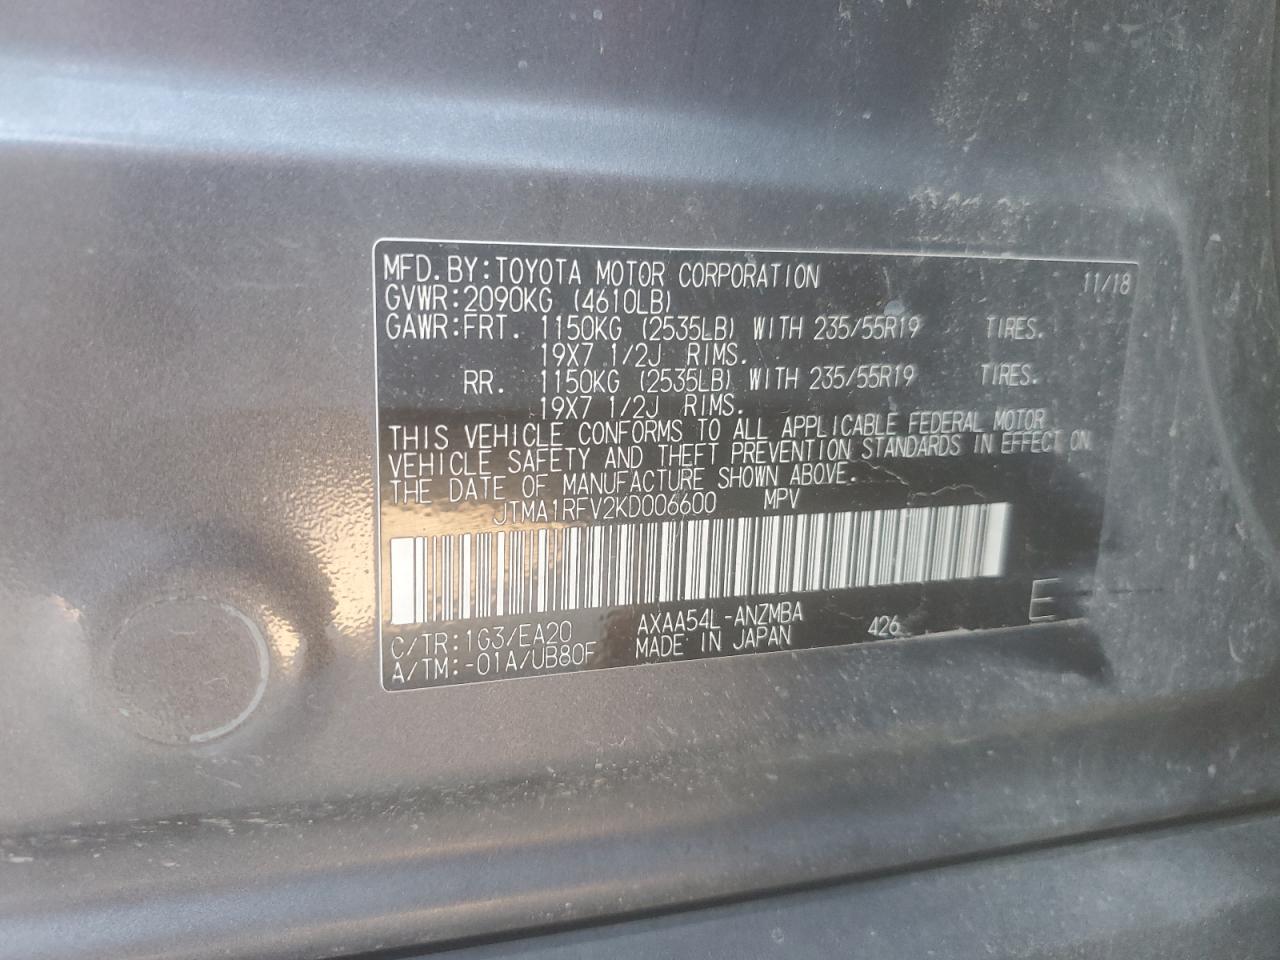 MFD.BY:TOYOTA MOTOR CORPORATION 11/18
GVWR:2090KG (4610LB)
GAWR:FRT. 1150KG (2535LB) WITH 235/55R19 TIRES.
19X7 1/2J RIMS.
RR. 1150KG (2535LB) WITH 235/55R19 TIRES.
19X7 1/2J RIMS.
THIS VEHICLE CONFORMS TO ALL APPLICABLE FEDERAL MOTOR
VEHICLE SAFETY AND THEFT PREVENTION STANDARDS IN EFFECT ON
THE DATE OF MANUFACTURE SHOWN ABOVE.
JTMA1RFV2KD006600 MPV
C/TR:1G3/EA20 AXAA54L-ANZMBA 426 E
A/TM:-01A/UB80F MADE IN JAPAN